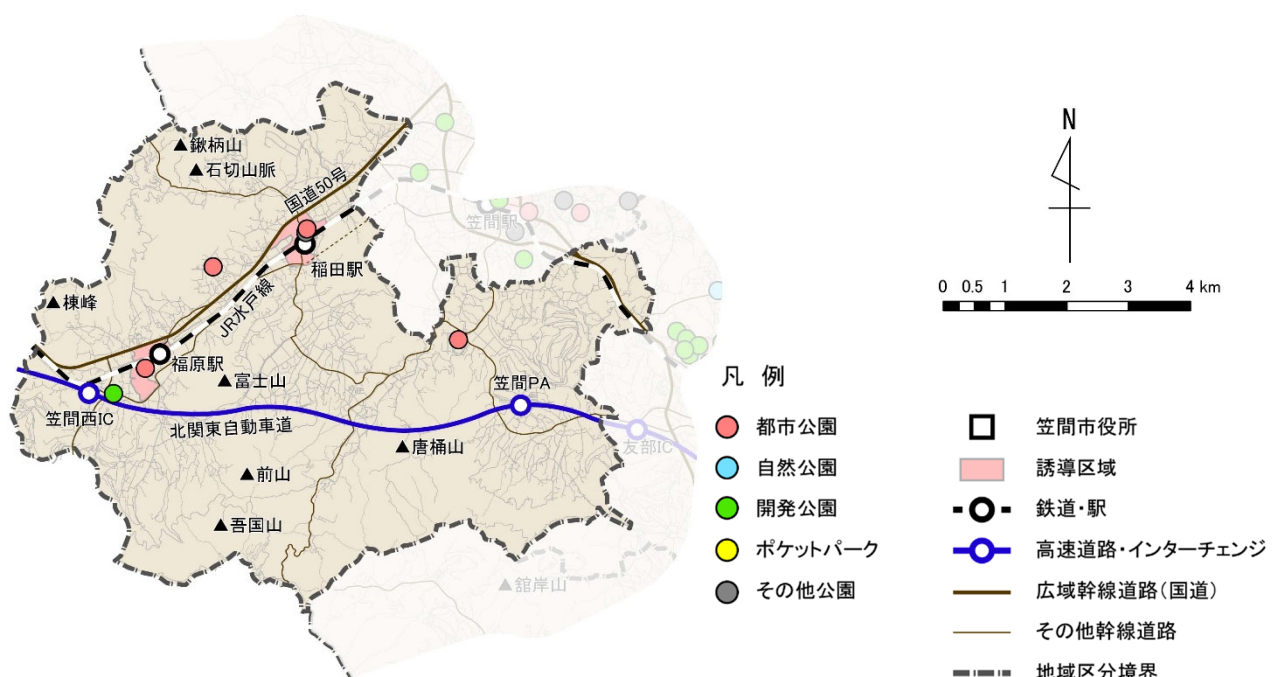 鍬柄山
石切山脈
国道50号
笠間駅
稲田駅
JR水戸線
棟峰
福原駅
富士山
笠間西IC
北関東自動車道
笠間PA
友部IC
唐桶山
前山
吾国山
舘岸山
N
0 0.5 1 2 3 4 km
凡 例
都市公園
自然公園
開発公園
ポケットパーク
その他公園
笠間市役所
誘導区域
鉄道・駅
高速道路・インターチェンジ
広域幹線道路(国道)
その他幹線道路
地域区分境界